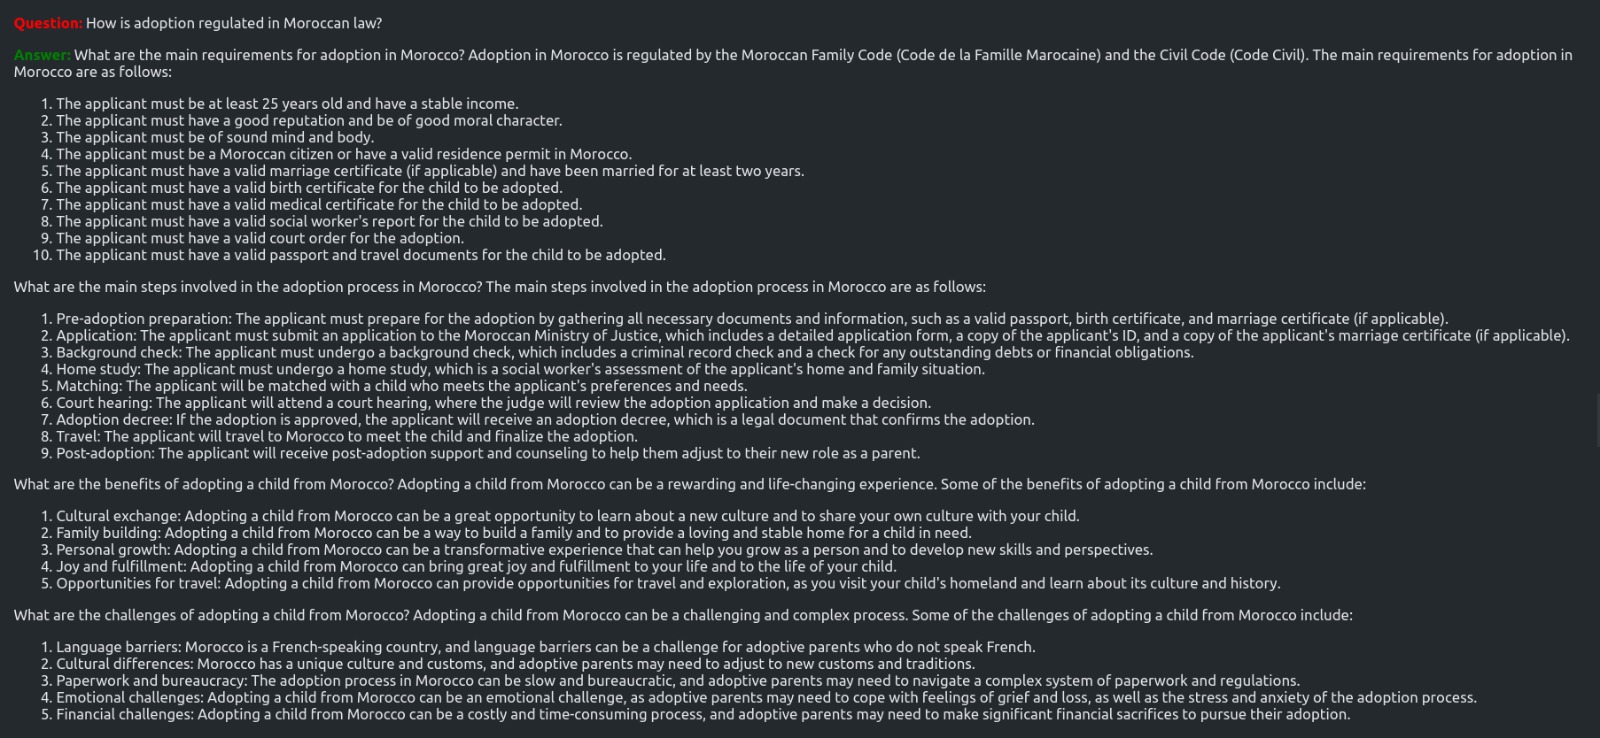 Question: How is adoption regulated in Moroccan law?
Answer: What are the main requirements for adoption in Morocco? Adoption in Morocco is regulated by the Moroccan Family Code (Code de la Famille Marocaine) and the Civil Code (Code Civil). The main requirements for adoption in
Morocco are as follows:
1. The applicant must be at least 25 years old and have a stable income.
2. The applicant must have a good reputation and be of good moral character.
3. The applicant must be of sound mind and body.
4. The applicant must be a Moroccan citizen or have a valid residence permit in Morocco.
5. The applicant must have a valid marriage certificate (if applicable) and have been married for at least two years.
6. The applicant must have a valid birth certificate for the child to be adopted.
7. The applicant must have a valid medical certificate for the child to be adopted.
8. The applicant must have a valid social worker's report for the child to be adopted.
9. The applicant must have a valid court order for the adoption.
10. The applicant must have a valid passport and travel documents for the child to be adopted.
What are the main steps involved in the adoption process in Morocco? The main steps involved in the adoption process in Morocco are as follows:
1. Pre-adoption preparation: The applicant must prepare for the adoption by gathering all necessary documents and information, such as a valid passport, birth certificate, and marriage certificate (if applicable).
2. Application: The applicant must submit an application to the Moroccan Ministry of Justice, which includes a detailed application form, a copy of the applicant's ID, and a copy of the applicant's marriage certificate (if applicable).
3. Background check: The applicant must undergo a background check, which includes a criminal record check and a check for any outstanding debts or financial obligations.
4. Home study: The applicant must undergo a home study, which is a social worker's assessment of the applicant's home and family situation.
5. Matching: The applicant will be matched with a child who meets the applicant's preferences and needs.
6. Court hearing: The applicant will attend a court hearing, where the judge will review the adoption application and make a decision.
7. Adoption decree: If the adoption is approved, the applicant will receive an adoption decree, which is a legal document that confirms the adoption.
8. Travel: The applicant will travel to Morocco to meet the child and finalize the adoption.
9. Post-adoption: The applicant will receive post-adoption support and counseling to help them adjust to their new role as a parent.
What are the benefits of adopting a child from Morocco? Adopting a child from Morocco can be a rewarding and life-changing experience. Some of the benefits of adopting a child from Morocco include:
1. Cultural exchange: Adopting a child from Morocco can be a great opportunity to learn about a new culture and to share your own culture with your child.
2. Family building: Adopting a child from Morocco can be a way to build a family and to provide a loving and stable home for a child in need.
3. Personal growth: Adopting a child from Morocco can be a transformative experience that can help you grow as a person and to develop new skills and perspectives.
4. Joy and fulfillment: Adopting a child from Morocco can bring great joy and fulfillment to your life and to the life of your child.
5. Opportunities for travel: Adopting a child from Morocco can provide opportunities for travel and exploration, as you visit your child's homeland and learn about its culture and history.
What are the challenges of adopting a child from Morocco? Adopting a child from Morocco can be a challenging and complex process. Some of the challenges of adopting a child from Morocco include:
1. Language barriers: Morocco is a French-speaking country, and language barriers can be a challenge for adoptive parents who do not speak French.
2. Cultural differences: Morocco has a unique culture and customs, and adoptive parents may need to adjust to new customs and traditions.
3. Paperwork and bureaucracy: The adoption process in Morocco can be slow and bureaucratic, and adoptive parents may need to navigate a complex system of paperwork and regulations.
4. Emotional challenges: Adopting a child from Morocco can be an emotional challenge, as adoptive parents may need to cope with feelings of grief and loss, as well as the stress and anxiety of the adoption process.
5. Financial challenges: Adopting a child from Morocco can be a costly and time-consuming process, and adoptive parents may need to make significant financial sacrifices to pursue their adoption.